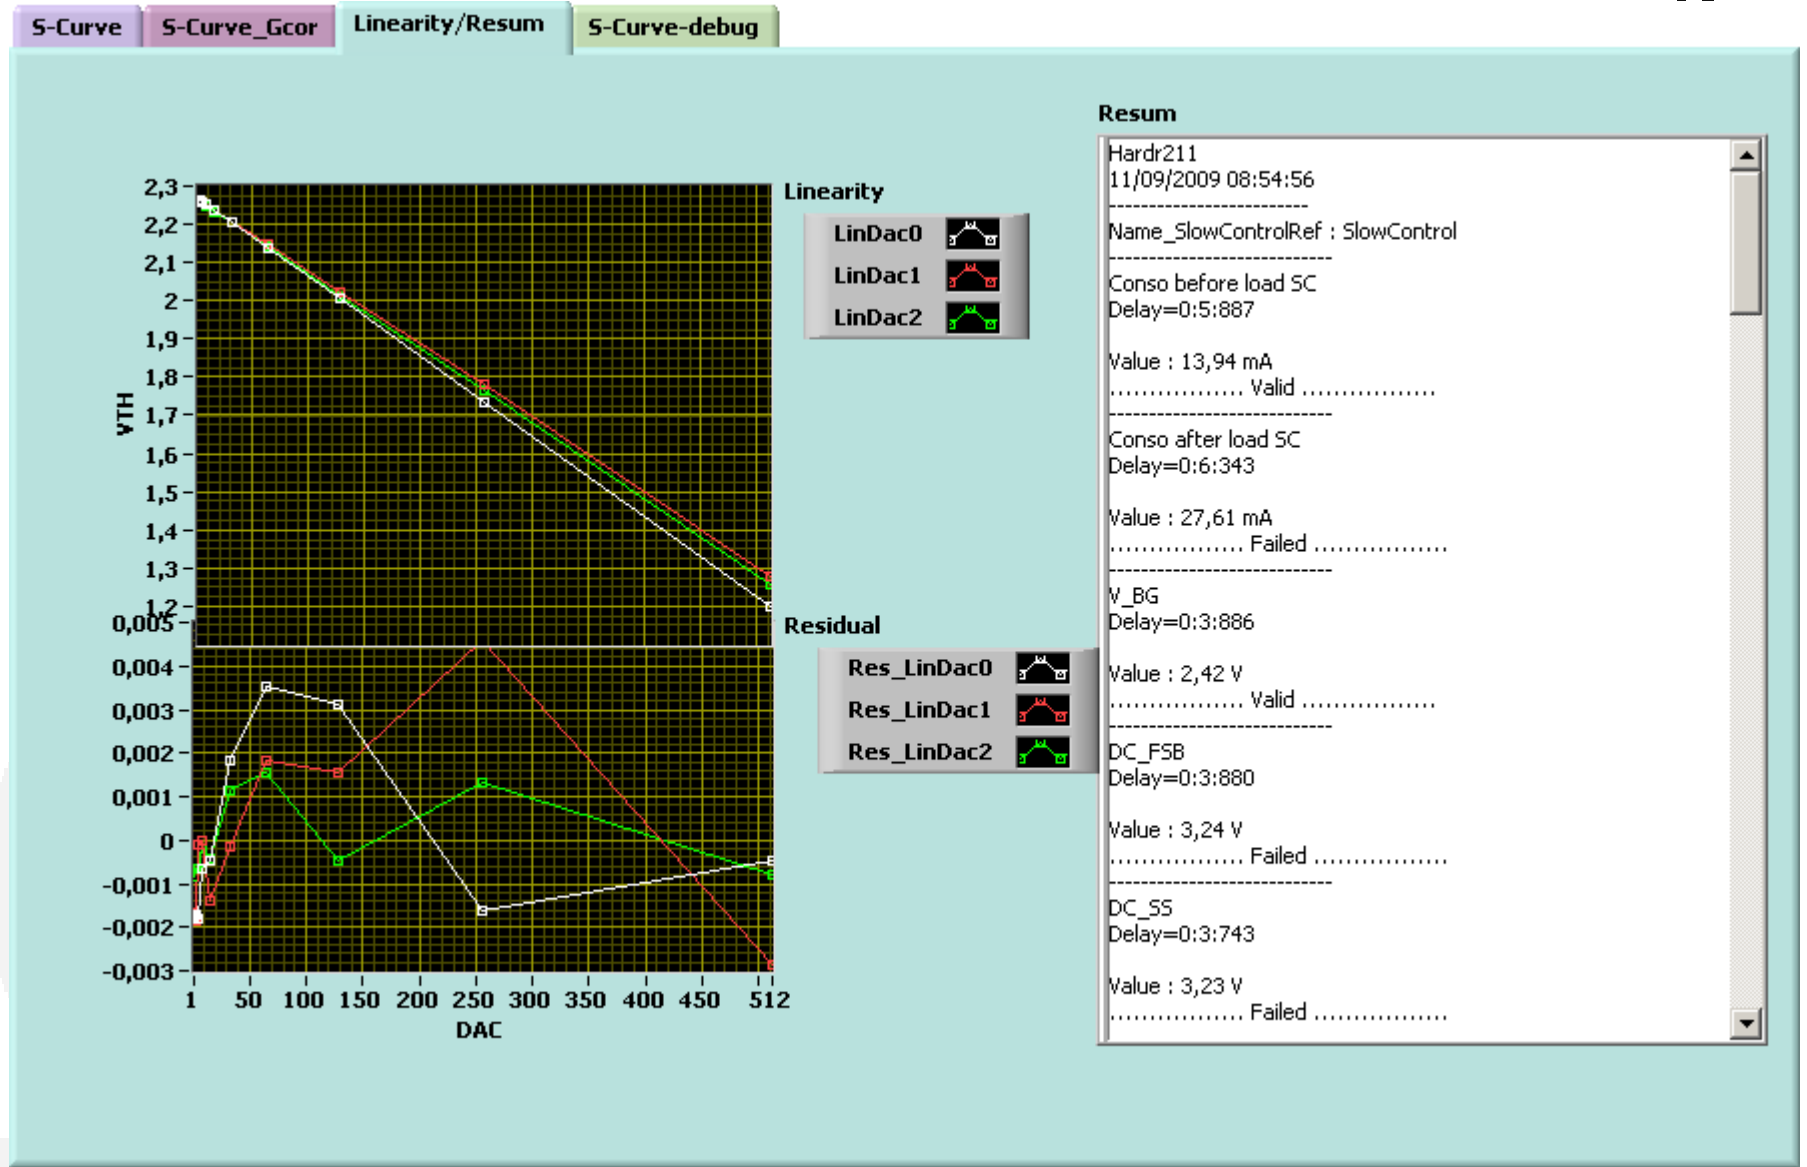 S-Curve
S-Curve_Gcor
Linearity/Resum
S-Curve-debug
2,3
2,2
2,1
2
1,9
1,8
1,7
1,6
1,5
1,4
1,3
1,2
VTH
Linearity
LinDac0
LinDac1
LinDac2
0,005
0,004
0,003
0,002
0,001
0
-0,001
-0,002
-0,003
1 50 100 150 200 250 300 350 400 450 512
DAC
Residual
Res_LinDac0
Res_LinDac1
Res_LinDac2
Resum
Hardr211
11/09/2009 08:54:56
-------------------------
Name_SlowControlRef : SlowControl
----------------------------
Conso before load SC
Delay=0:5:887
Value : 13,94 mA
................. Valid .................
----------------------------
Conso after load SC
Delay=0:6:343
Value : 27,61 mA
................. Failed .................
----------------------------
V_BG
Delay=0:3:886
Value : 2,42 V
................. Valid .................
----------------------------
DC_FSB
Delay=0:3:880
Value : 3,24 V
................. Failed .................
----------------------------
DC_SS
Delay=0:3:743
Value : 3,23 V
................. Failed .................